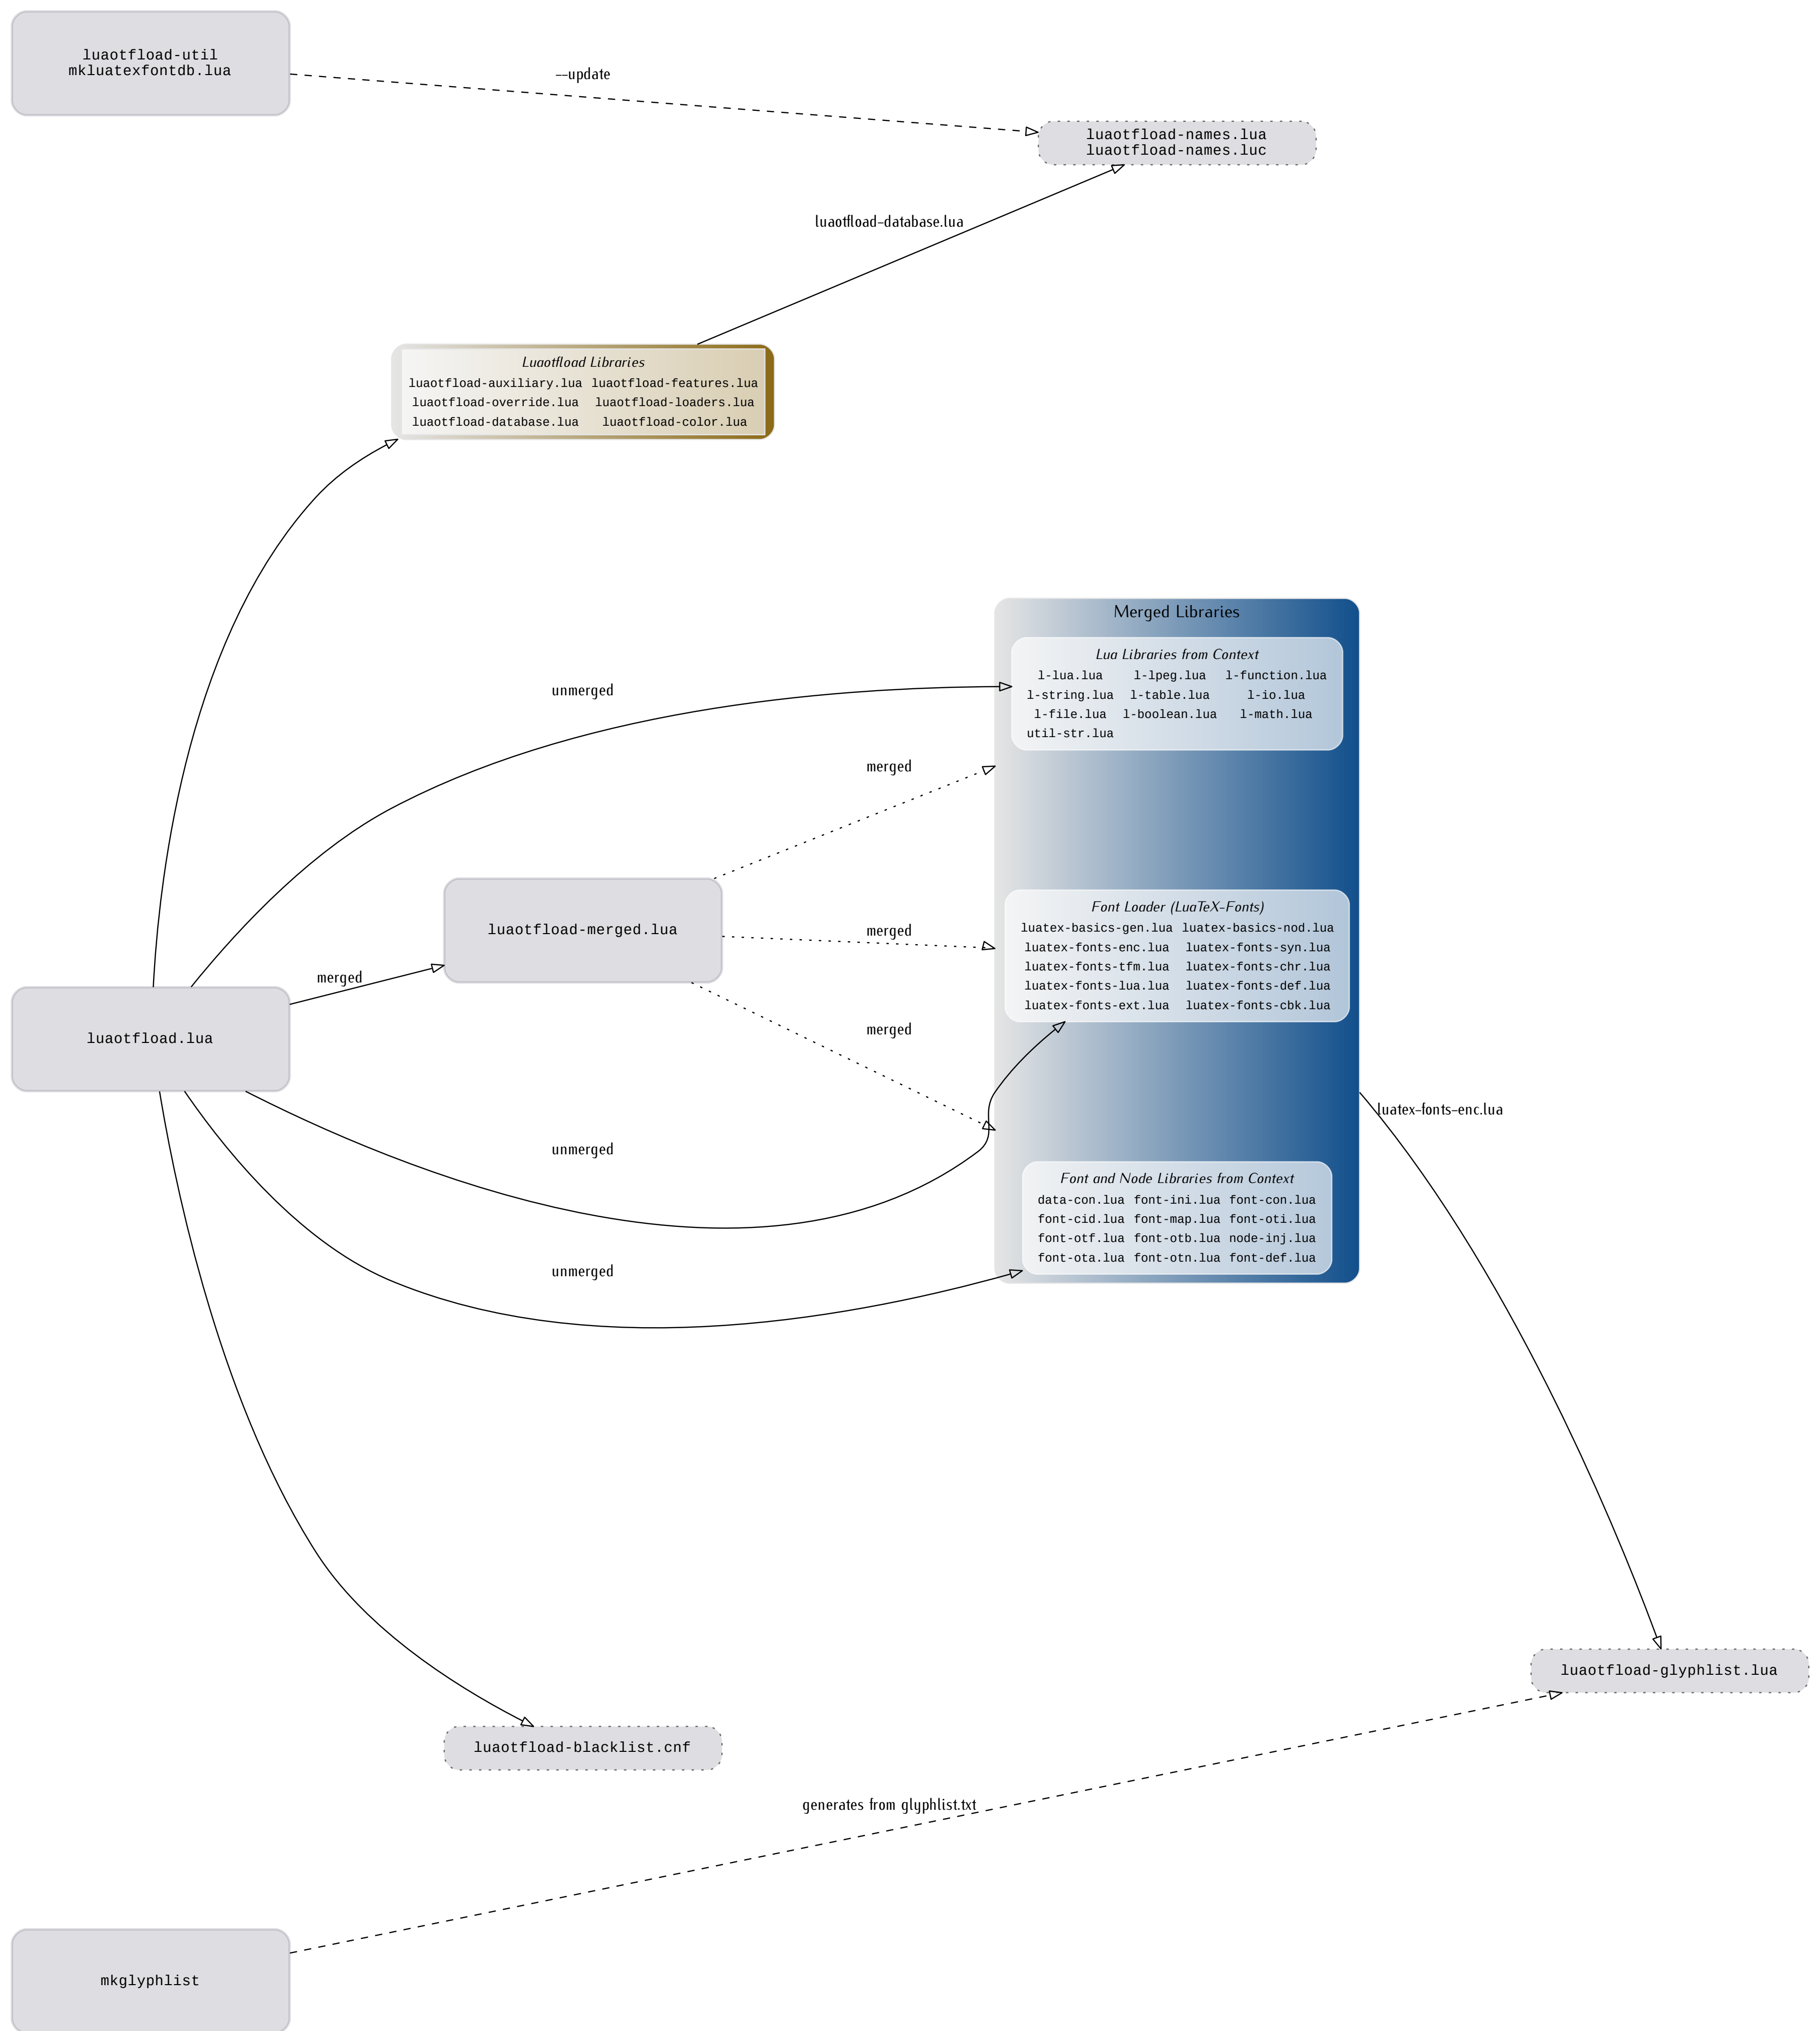 luaotfload-util
mkluatexfontdb.lua
--update
luaotfload-names.lua
luaotfload-names.luc
luaotfload-database.lua
Luaotfload Libraries
luaotfload-auxiliary.lua luaotfload-features.lua
luaotfload-override.lua luaotfload-loaders.lua
luaotfload-database.lua luaotfload-color.lua
Merged Libraries
Lua Libraries from Context
l-lua.lua l-lpeg.lua l-function.lua
l-string.lua l-table.lua l-io.lua
l-file.lua l-boolean.lua l-math.lua
util-str.lua
unmerged
merged
luaotfload-merged.lua
merged
Font Loader (LuaTeX-Fonts)
luatex-basics-gen.lua luatex-basics-nod.lua
luatex-fonts-enc.lua luatex-fonts-syn.lua
luatex-fonts-tfm.lua luatex-fonts-chr.lua
luatex-fonts-lua.lua luatex-fonts-def.lua
luatex-fonts-ext.lua luatex-fonts-cbk.lua
merged
merged
luaotfload.lua
luatex-fonts-enc.lua
unmerged
Font and Node Libraries from Context
data-con.lua font-ini.lua font-con.lua
font-cid.lua font-map.lua font-oti.lua
font-otf.lua font-otb.lua node-inj.lua
font-ota.lua font-otn.lua font-def.lua
unmerged
luaotfload-glyphlist.lua
luaotfload-blacklist.cnf
generates from glyphlist.txt
mkglyphlist